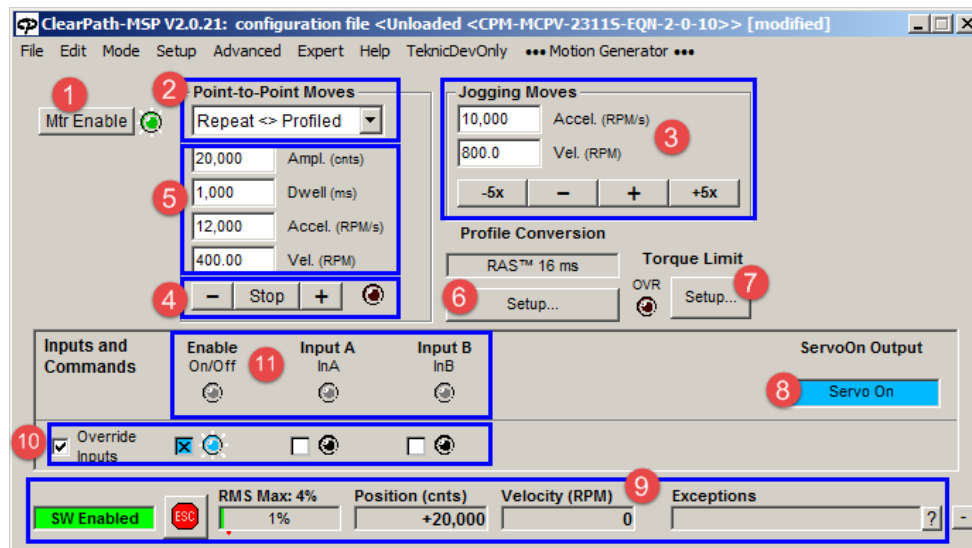 ClearPath-MSP V2.0.21: configuration file <Unloaded <CPM-MCPV-2311S-EQN-2-0-10>> [modified]
File Edit Mode Setup Advanced Expert Help TeknicDevOnly ••• Motion Generator •••
1
Mtr Enable
2
Point-to-Point Moves
Repeat <> Profiled
5
20,000 Ampl. (cnts)
1,000 Dwell (ms)
12,000 Accel. (RPM/s)
400.00 Vel. (RPM)
4
− Stop +
Jogging Moves
10,000 Accel. (RPM/s)
800.0 Vel. (RPM)
3
-5x − + +5x
Profile Conversion
RAS™ 16 ms
6
Setup...
Torque Limit
OVR
Setup...
7
Inputs and
Commands
Enable
On/Off
11
Input A
InA
Input B
InB
ServoOn Output
8
Servo On
10
Override
Inputs
9
SW Enabled
ESC
RMS Max: 4%
1%
Position (cnts)
+20,000
Velocity (RPM)
0
Exceptions
?
-